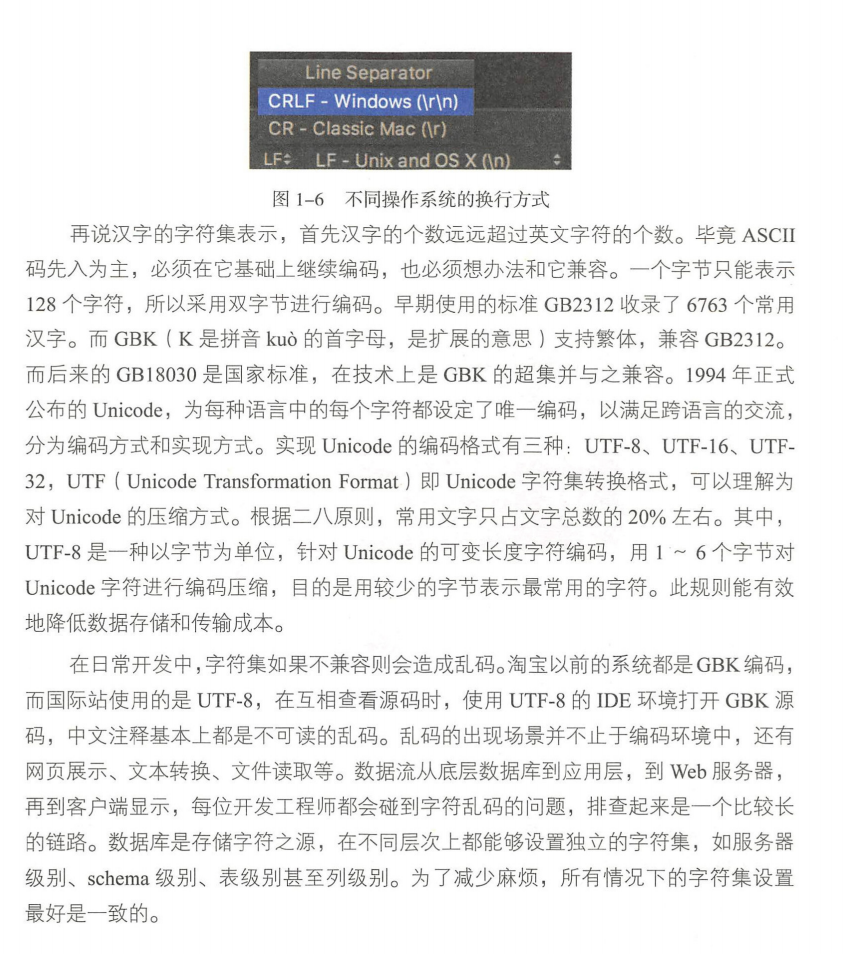 Line Separator
CRLF - Windows (\r\n)
CR - Classic Mac (\r)
LF LF - Unix and OS X (\n)
图 1–6 不同操作系统的换行方式
再说汉字的字符集表示，首先汉字的个数远远超过英文字符的个数。毕竟 ASCII
码先入为主，必须在它基础上继续编码，也必须想办法和它兼容。一个字节只能表示
128 个字符，所以采用双字节进行编码。早期使用的标准 GB2312 收录了 6763 个常用
汉字。而 GBK（K 是拼音 kuò 的首字母，是扩展的意思）支持繁体，兼容 GB2312。
而后来的 GB18030 是国家标准，在技术上是 GBK 的超集并与之兼容。1994 年正式
公布的 Unicode，为每种语言中的每个字符都设定了唯一编码，以满足跨语言的交流，
分为编码方式和实现方式。实现 Unicode 的编码格式有三种：UTF-8、UTF-16、UTF-
32，UTF（Unicode Transformation Format）即 Unicode 字符集转换格式，可以理解为
对 Unicode 的压缩方式。根据二八原则，常用文字只占文字总数的 20% 左右。其中，
UTF-8 是一种以字节为单位，针对 Unicode 的可变长度字符编码，用 1 ~ 6 个字节对
Unicode 字符进行编码压缩，目的是用较少的字节表示最常用的字符。此规则能有效
地降低数据存储和传输成本。
在日常开发中，字符集如果不兼容则会造成乱码。淘宝以前的系统都是 GBK 编码，
而国际站使用的是 UTF-8，在互相查看源码时，使用 UTF-8 的 IDE 环境打开 GBK 源
码，中文注释基本上都是不可读的乱码。乱码的出现场景并不止于编码环境中，还有
网页展示、文本转换、文件读取等。数据流从底层数据库到应用层，到 Web 服务器，
再到客户端显示，每位开发工程师都会碰到字符乱码的问题，排查起来是一个比较长
的链路。数据库是存储字符之源，在不同层次上都能够设置独立的字符集，如服务器
级别、schema 级别、表级别甚至列级别。为了减少麻烦，所有情况下的字符集设置
最好是一致的。